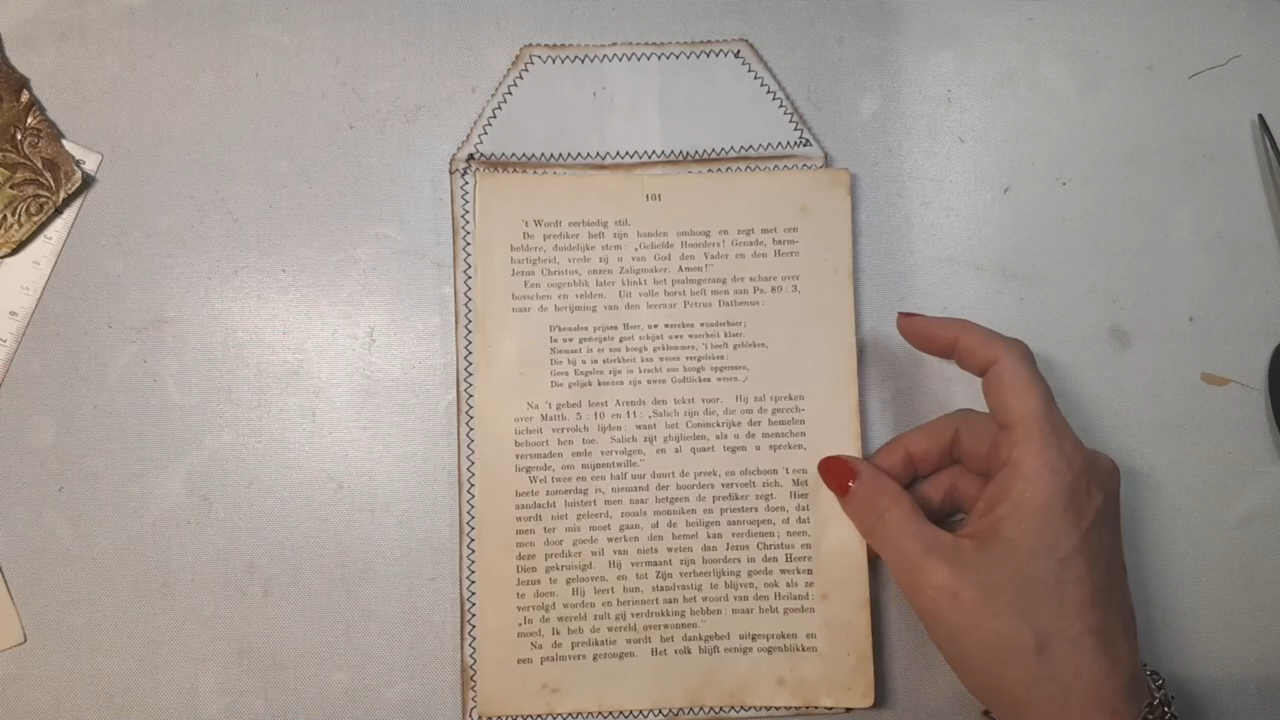 101
't Wordt eerbiedig stil.
De prediker heft zijn handen omhoog en zegt met een
heldere, duidelijke stem: „Geliefde Hoorders! Genade, barm-
hartigheid, vrede zij u van God den Vader en den Heere
Jezus Christus, onzen Zaligmaker. Amen!"
Een oogenblik later klinkt het psalmgezang der schare over
bosschen en velden. Uit volle borst heft men aan Ps. 89 : 3,
naar de berijming van den leeraar Petrus Dathenus:
D'hemelen prijsen Heer, uw wercken wonderbaer;
In uw gemeijnte goet schijnt uwe waerheit klaer.
Niemant is er soo hoogh geklommen, 't heeft gebleken,
Die bij u in sterkheit kan wesen vergeleken:
Geen Engelen zijn in kracht soo hoogh opgeresen,
Die gelijck konnen zijn uwen Godtlicken wesen.
Na 't gebed leest Arends den tekst voor. Hij zal spreken
over Matth. 5 : 10 en 11: „Salich zijn die, die om de gerech-
ticheit vervolch lijden: want het Coninckrijke der hemelen
behoort hen toe. Salich zijt ghijlieden, als u de menschen
versmaden ende vervolgen, en al quaet tegen u spreken,
liegende, om mijnentwille."
Wel twee en een half uur duurt de preek, en ofschoon 't een
heete zomerdag is, niemand der hoorders verveelt zich. Met
aandacht luistert men naar hetgeen de prediker zegt. Hier
wordt niet geleerd, zooals monniken en priesters doen, dat
men ter mis moet gaan, of de heiligen aanroepen, of dat
men door goede werken den hemel kan verdienen; neen,
deze prediker wil van niets weten dan Jezus Christus en
Dien gekruisigd. Hij vermaant zijn hoorders in den Heere
Jezus te gelooven, en tot Zijn verheerlijking goede werken
te doen. Hij leert hun, standvastig te blijven, ook als ze
vervolgd worden en herinnert aan het woord van den Heiland:
„In de wereld zult gij verdrukking hebben: maar hebt goeden
moed, Ik heb de wereld overwonnen."
Na de predikatie wordt het dankgebed uitgesproken en
een psalmvers gezongen. Het volk blijft eenige oogenblikken